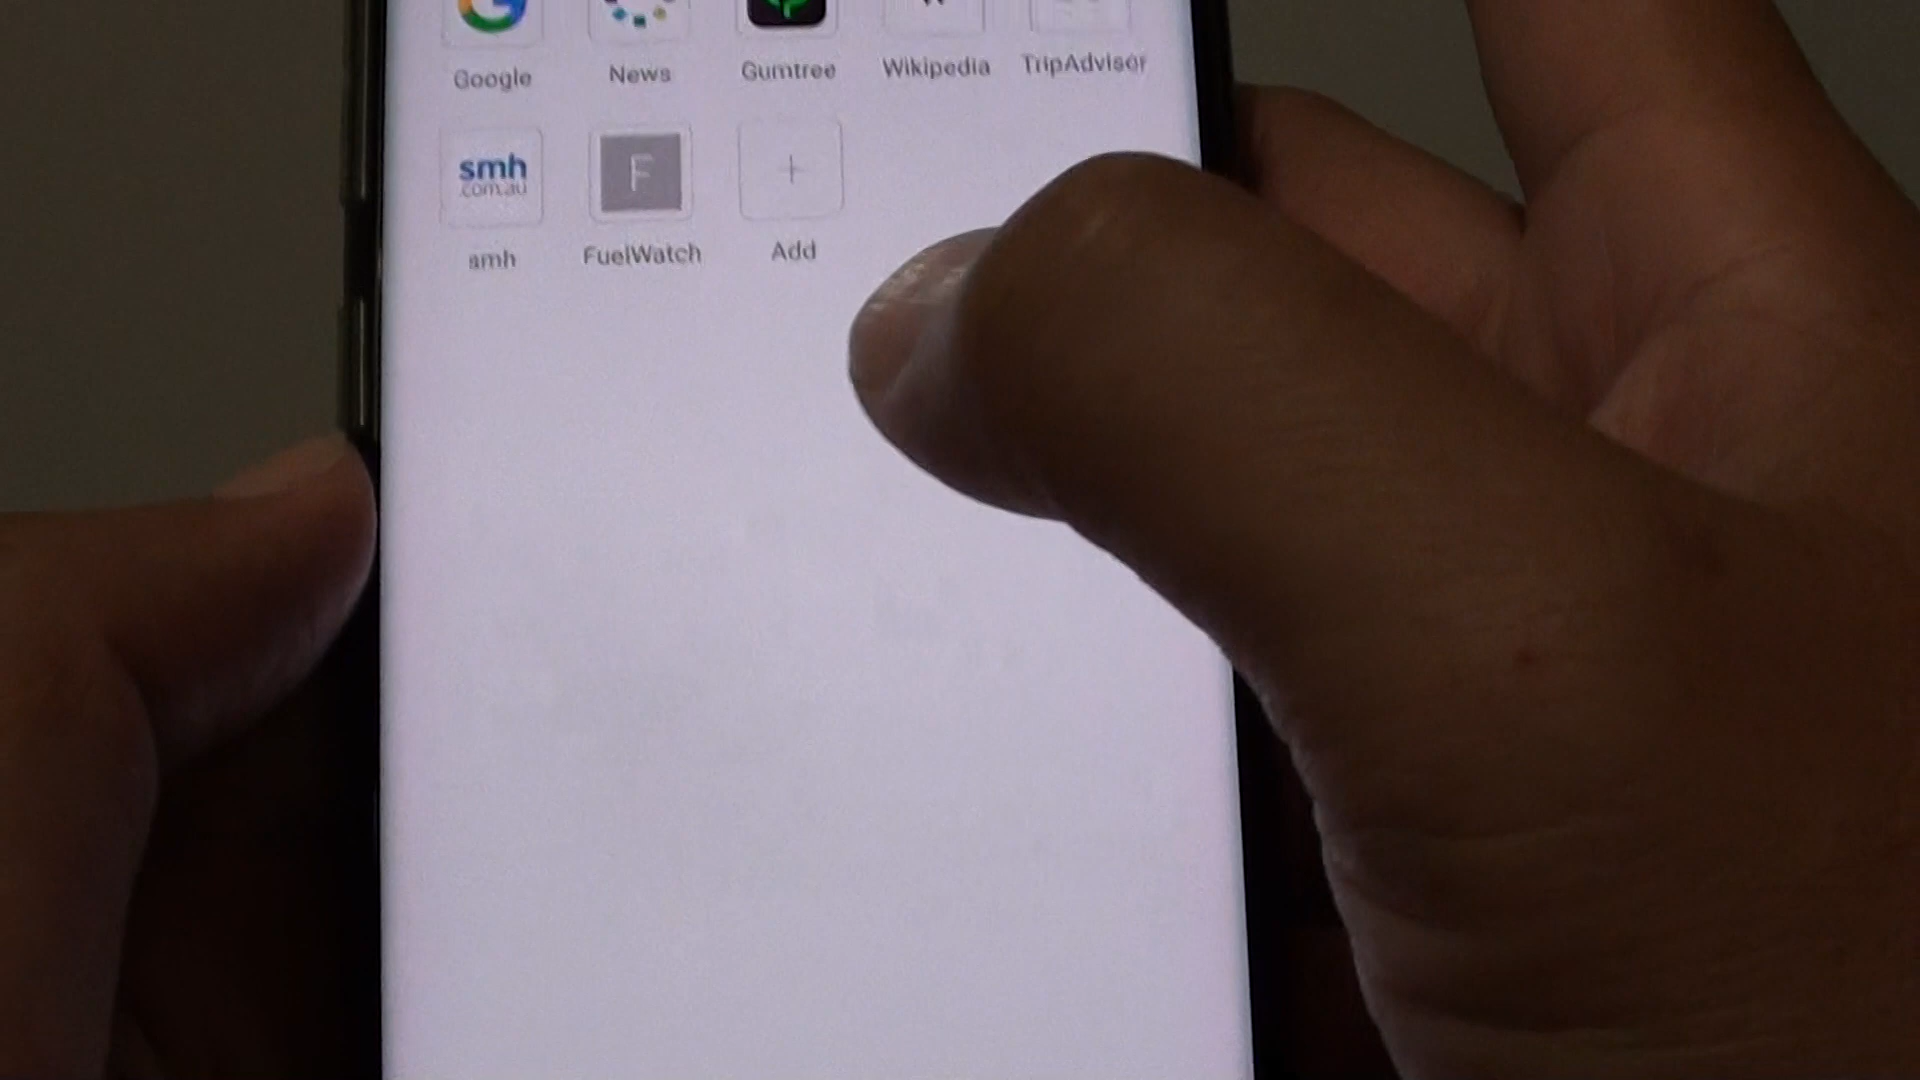 Google News Gumtree Wikipedia TripAdvisor
smh
.com.au
F
smh FuelWatch Add